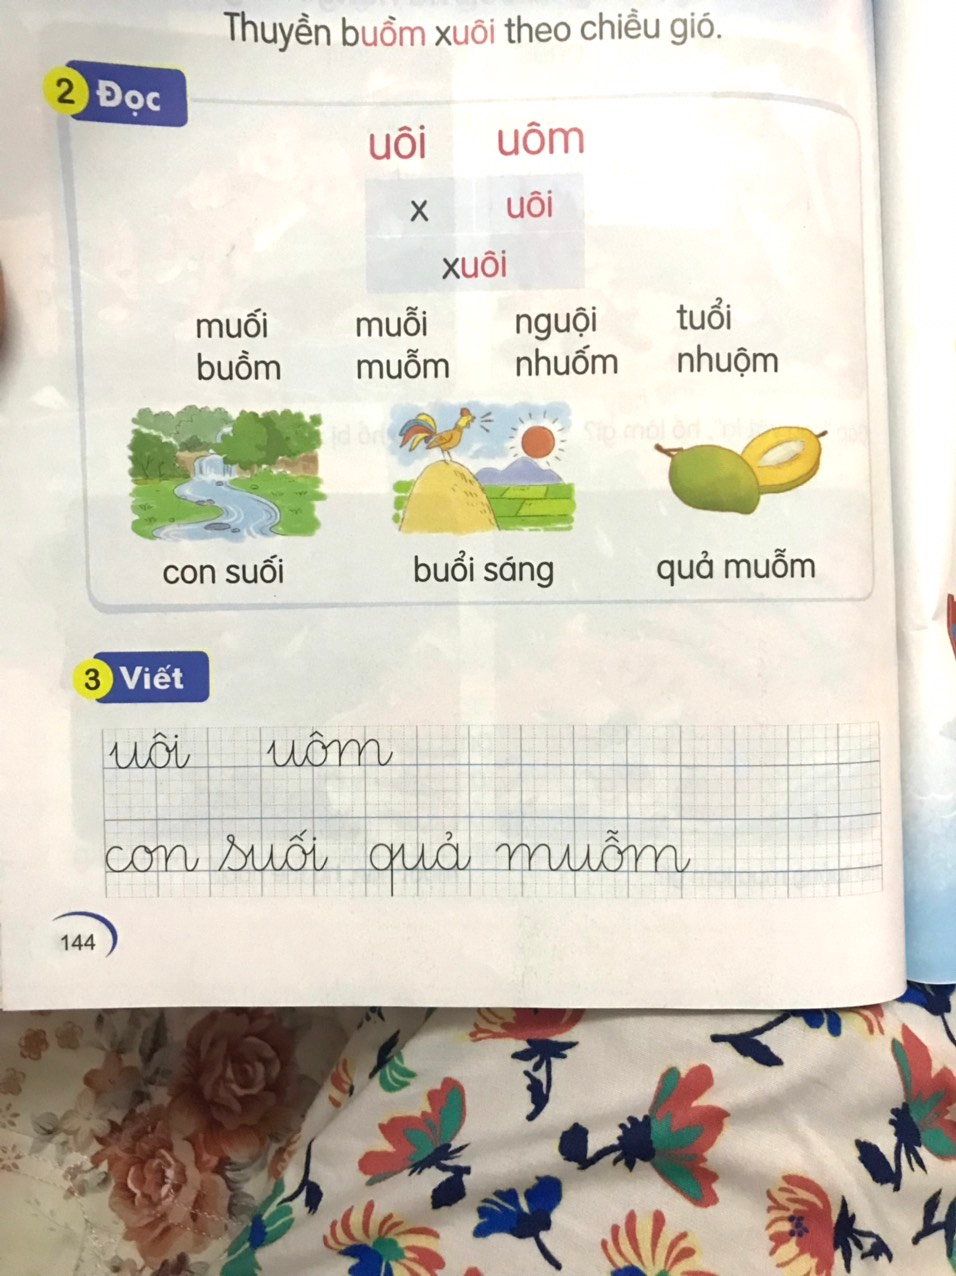 Thuyền buồm xuôi theo chiều gió.
2 Đọc
uôi uôm
x uôi
xuôi
muối muỗi nguội tuổi
buồm muỗm nhuốm nhuộm
con suối buổi sáng quả muỗm
3 Viết
uôi uôm
con suối quả muỗm
144